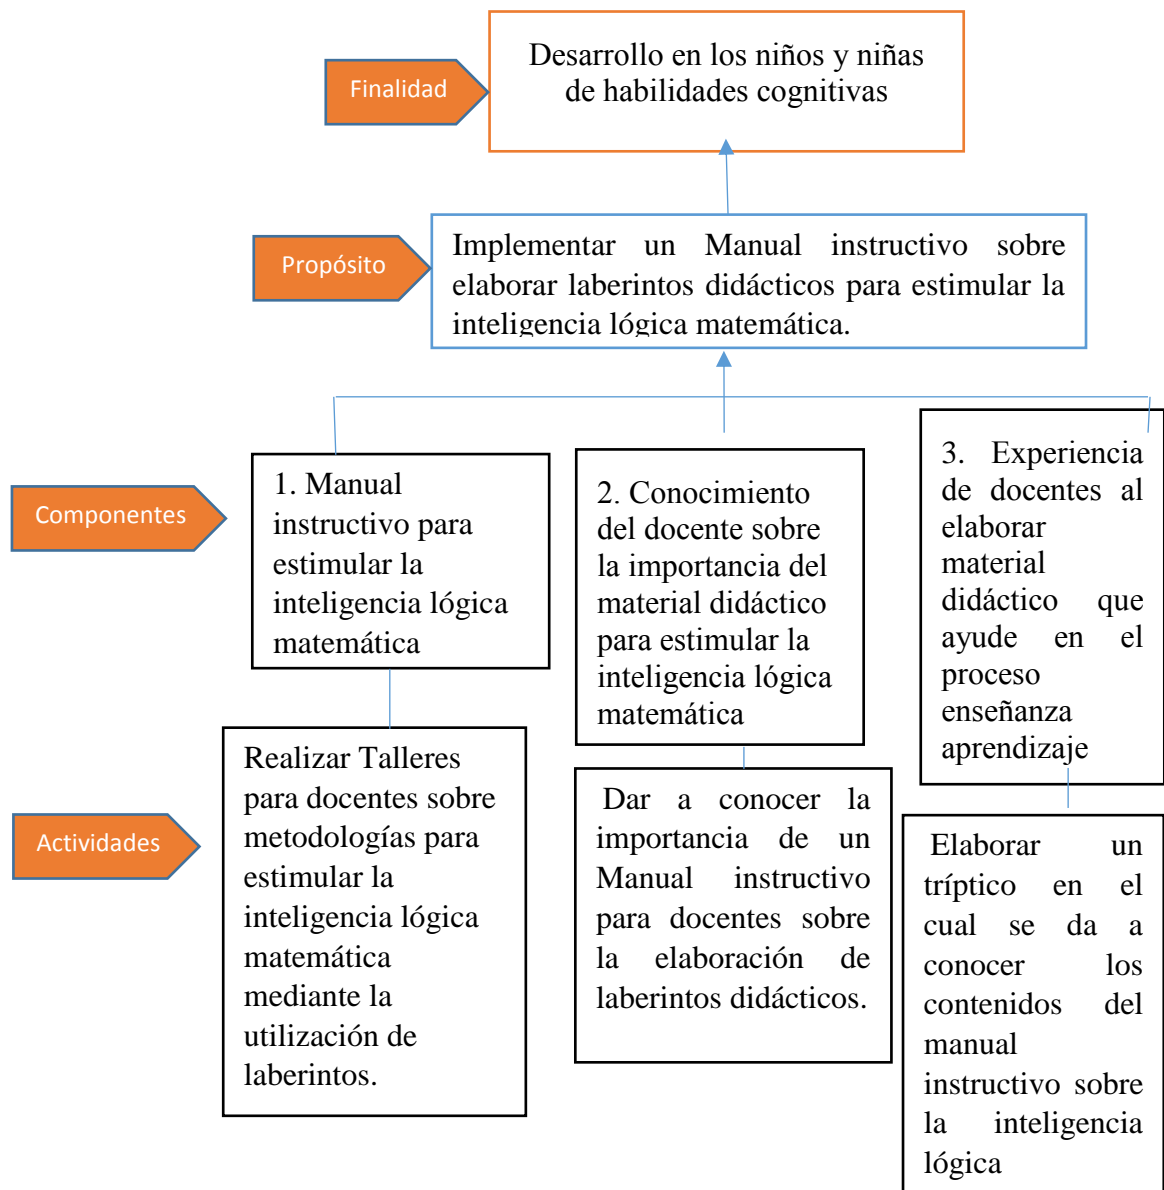 Finalidad
Desarrollo en los niños y niñas
de habilidades cognitivas
Propósito
Implementar un Manual instructivo sobre
elaborar laberintos didácticos para estimular la
inteligencia lógica matemática.
Componentes
1. Manual
instructivo para
estimular la
inteligencia lógica
matemática
2. Conocimiento
del docente sobre
la importancia del
material didáctico
para estimular la
inteligencia lógica
matemática
3. Experiencia
de docentes al
elaborar
material
didáctico que
ayude en el
proceso
enseñanza
aprendizaje
Actividades
Realizar Talleres
para docentes sobre
metodologías para
estimular la
inteligencia lógica
matemática
mediante la
utilización de
laberintos.
Dar a conocer la
importancia de un
Manual instructivo
para docentes sobre
la elaboración de
laberintos didácticos.
Elaborar un
tríptico en el
cual se da a
conocer los
contenidos del
manual
instructivo sobre
la inteligencia
lógica